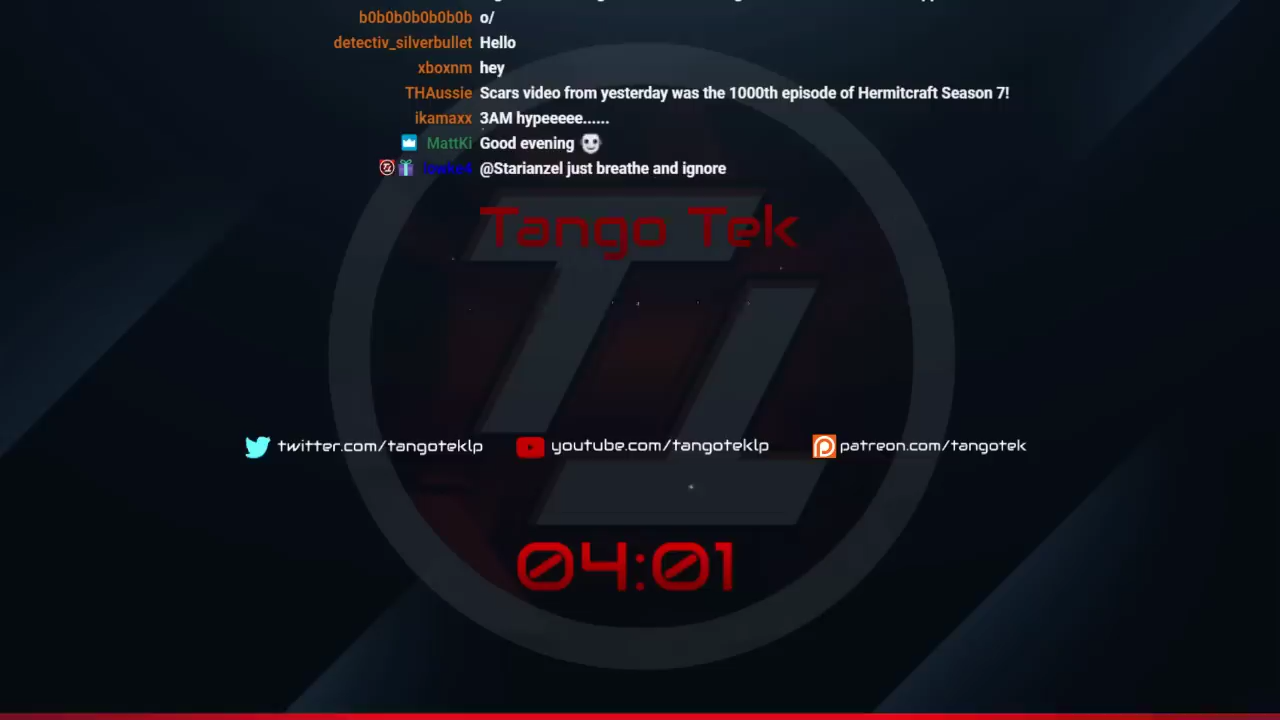 b0b0b0b0b0b0b o/
detectiv_silverbullet Hello
xboxnm hey
THAussie Scars video from yesterday was the 1000th episode of Hermitcraft Season 7!
ikamaxx 3AM hypeeeee......
MattKi Good evening
@Starianzel just breathe and ignore
Tango Tek
twitter.com/tangoteklp youtube.com/tangoteklp patreon.com/tangotek
04:01